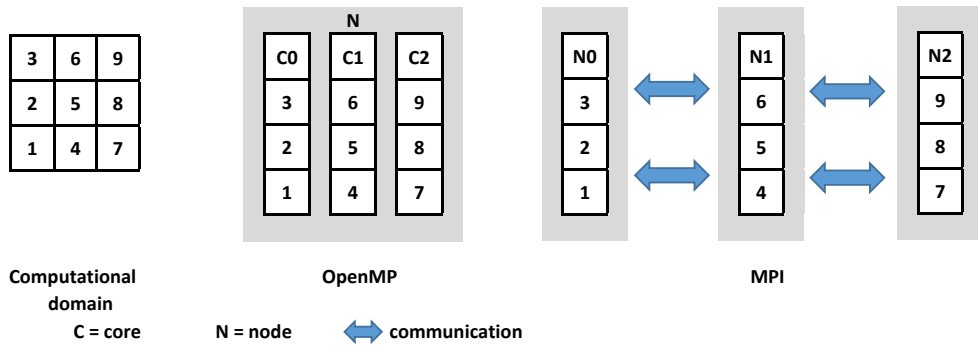 3 6 9
2 5 8
1 4 7
Computational
domain
N
C0 C1 C2
3 6 9
2 5 8
1 4 7
OpenMP
N0 N1 N2
3 6 9
2 5 8
1 4 7
MPI
C = core N = node communication